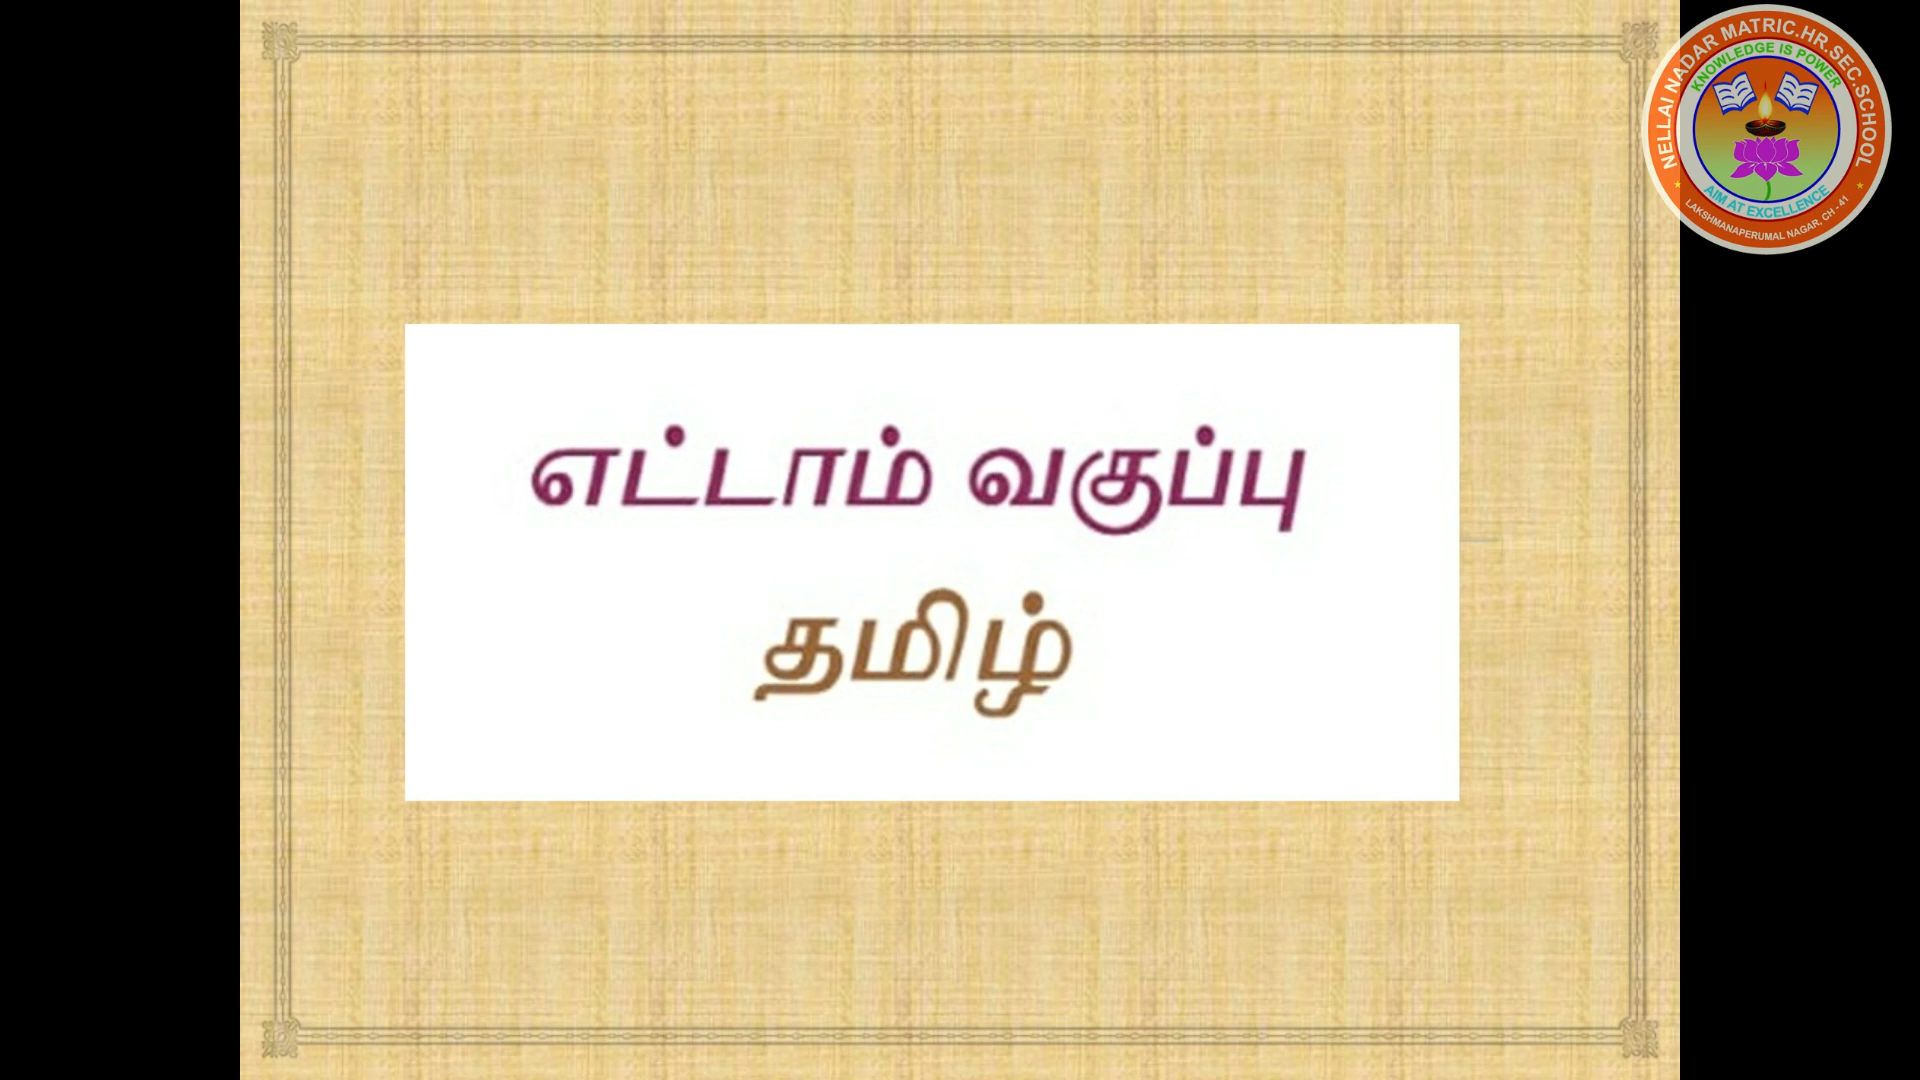 எட்டாம் வகுப்பு
தமிழ்
NELLAI NADAR MATRIC.HR.SEC.SCHOOL
KNOWLEDGE IS POWER
AIM AT EXCELLENCE
LAKSHMANAPERUMAL NAGAR, CH - 41